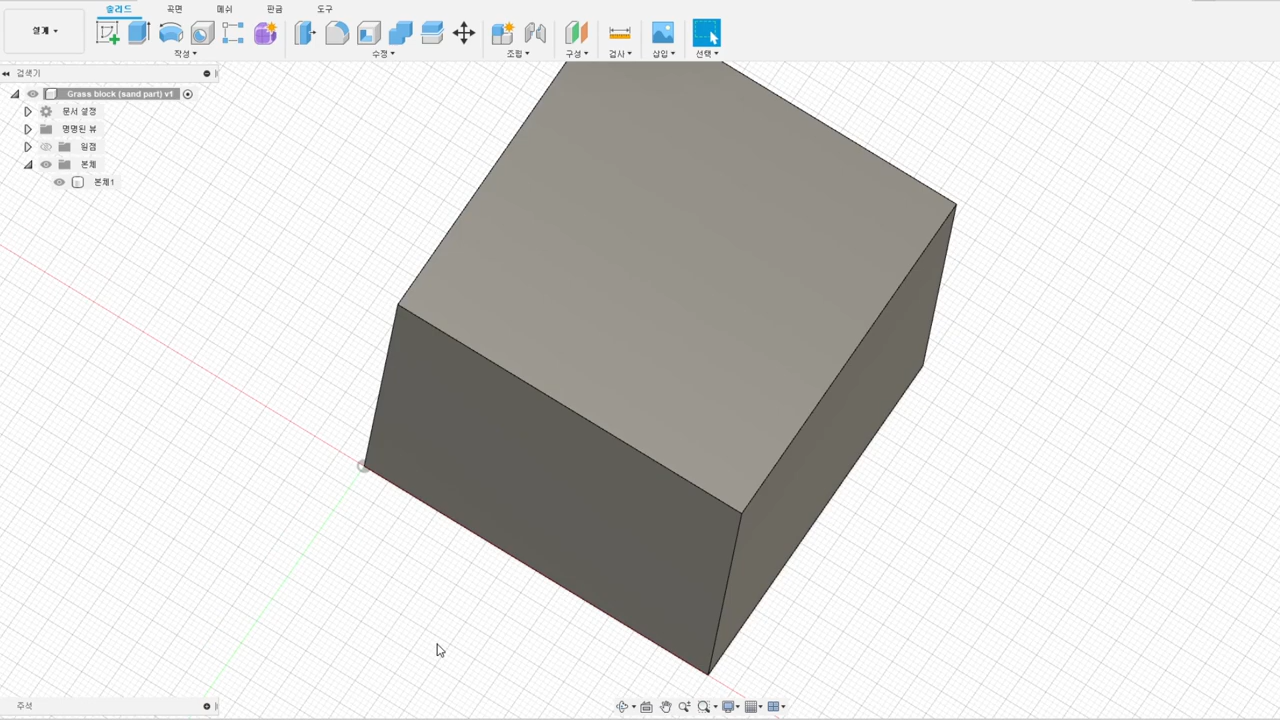 솔리드 곡면 메쉬 판금 도구
설계
작성 수정 조립 구성 검사 삽입 선택
검색기
Grass block (sand part) v1
문서 설정
명명된 뷰
원점
본체
본체1
주석